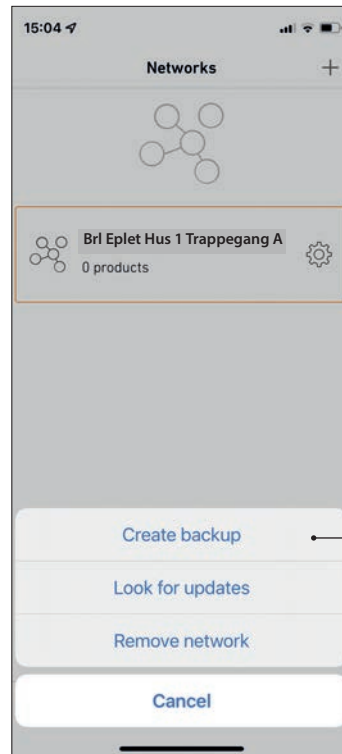 15:04
Networks
Brl Eplet Hus 1 Trappegang A
0 products
Create backup
Look for updates
Remove network
Cancel